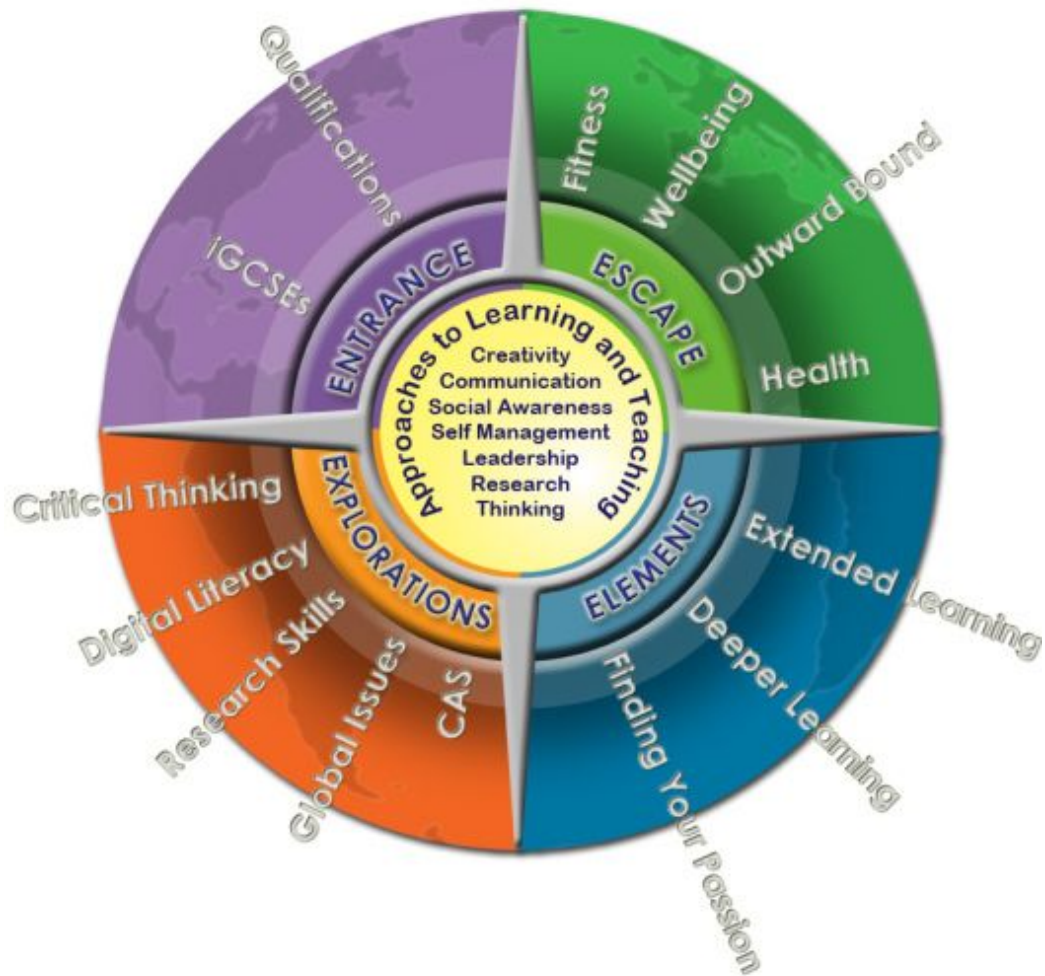 Qualifications
iGCSEs
ENTRANCE
Fitness
Wellbeing
Outward Bound
Health
ESCAPE
Approaches to Learning and Teaching
Creativity
Communication
Social Awareness
Self Management
Leadership
Research
Thinking
EXPLORATIONS
Critical Thinking
Digital Literacy
Research Skills
Global Issues
CAS
ELEMENTS
Extended Learning
Deeper Learning
Finding Your Passion